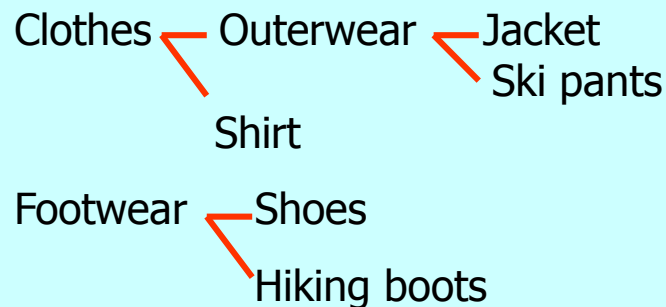 Clothes Outerwear Jacket
Ski pants
Shirt
Footwear Shoes
Hiking boots